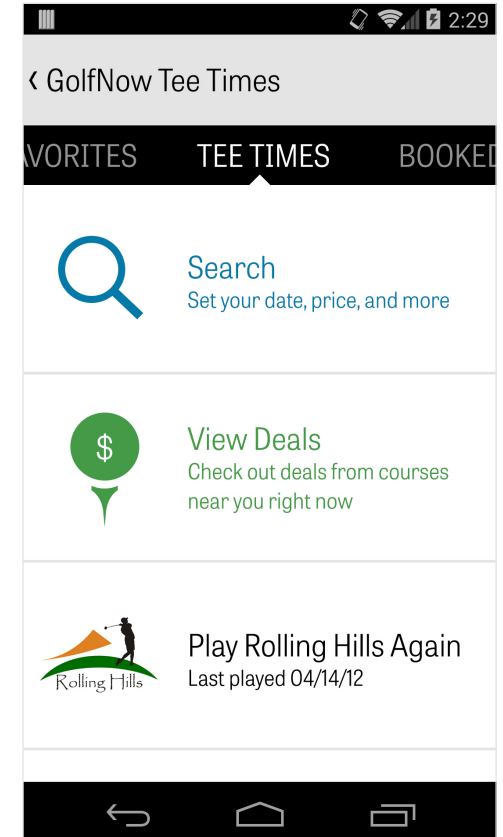 2:29
‹ GolfNow Tee Times
VORITES TEE TIMES BOOKED
Search
Set your date, price, and more
$
View Deals
Check out deals from courses
near you right now
Rolling Hills
Play Rolling Hills Again
Last played 04/14/12